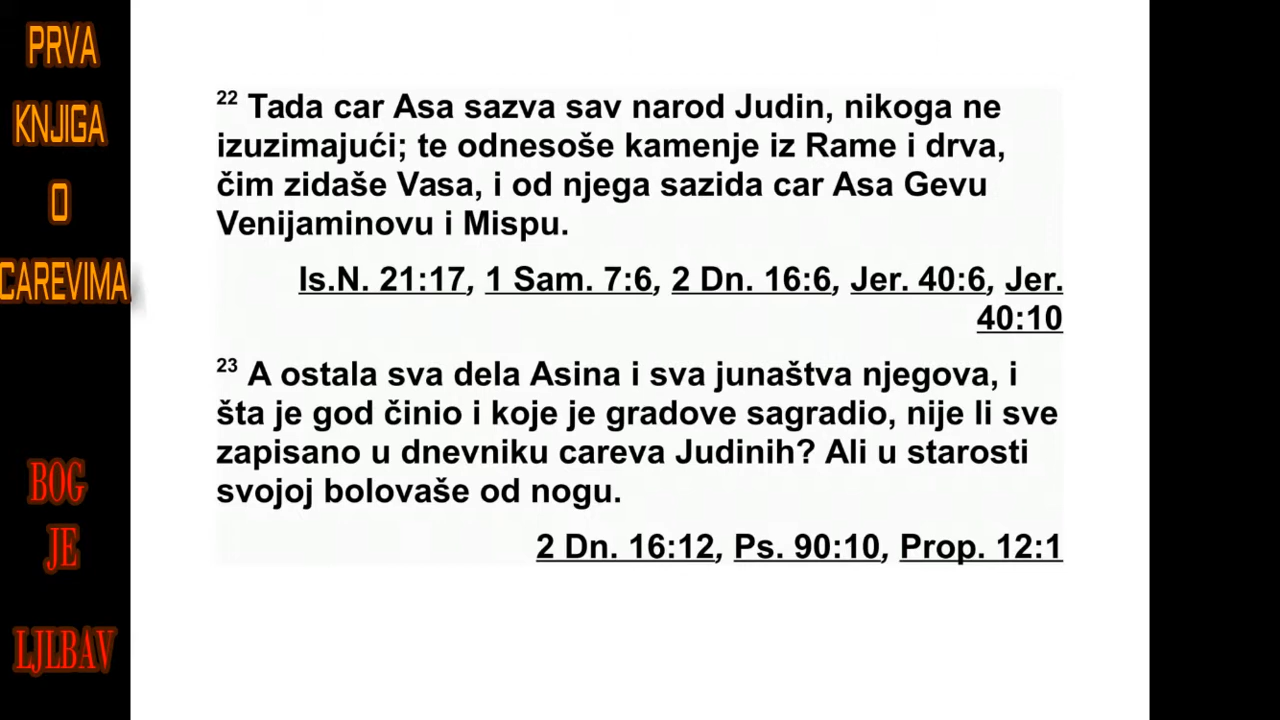 PRVA
KNJIGA
O
CAREVIMA
BOG
JE
LJLBAV
22 Tada car Asa sazva sav narod Judin, nikoga ne
izuzimajući; te odnesoše kamenje iz Rame i drva,
čim zidaše Vasa, i od njega sazida car Asa Gevu
Venijaminovu i Mispu.
Is.N. 21:17, 1 Sam. 7:6, 2 Dn. 16:6, Jer. 40:6, Jer.
40:10
23 A ostala sva dela Asina i sva junaštva njegova, i
šta je god činio i koje je gradove sagradio, nije li sve
zapisano u dnevniku careva Judinih? Ali u starosti
svojoj bolovaše od nogu.
2 Dn. 16:12, Ps. 90:10, Prop. 12:1